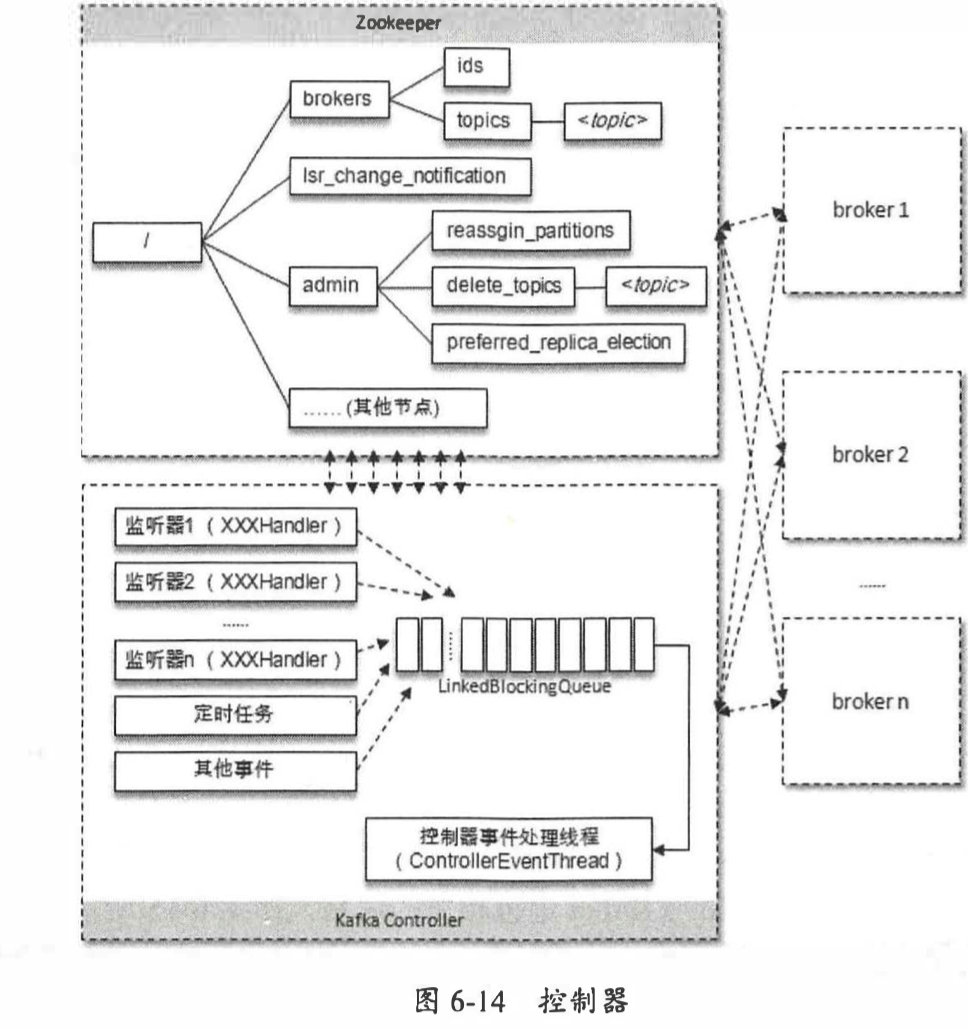 Zookeeper
ids
brokers
topics
<topic>
lsr_change_notification
/
reassgin_partitions
admin
delete_topics
<topic>
preferred_replica_election
...... (其他节点)
broker 1
broker 2
......
broker n
监听器1 ( XXXHandler )
监听器2 ( XXXHandler )
......
监听器n ( XXXHandler )
LinkedBlockingQueue
定时任务
其他事件
控制器事件处理线程
( ControllerEventThread )
Kafka Controller
图 6-14 控制器